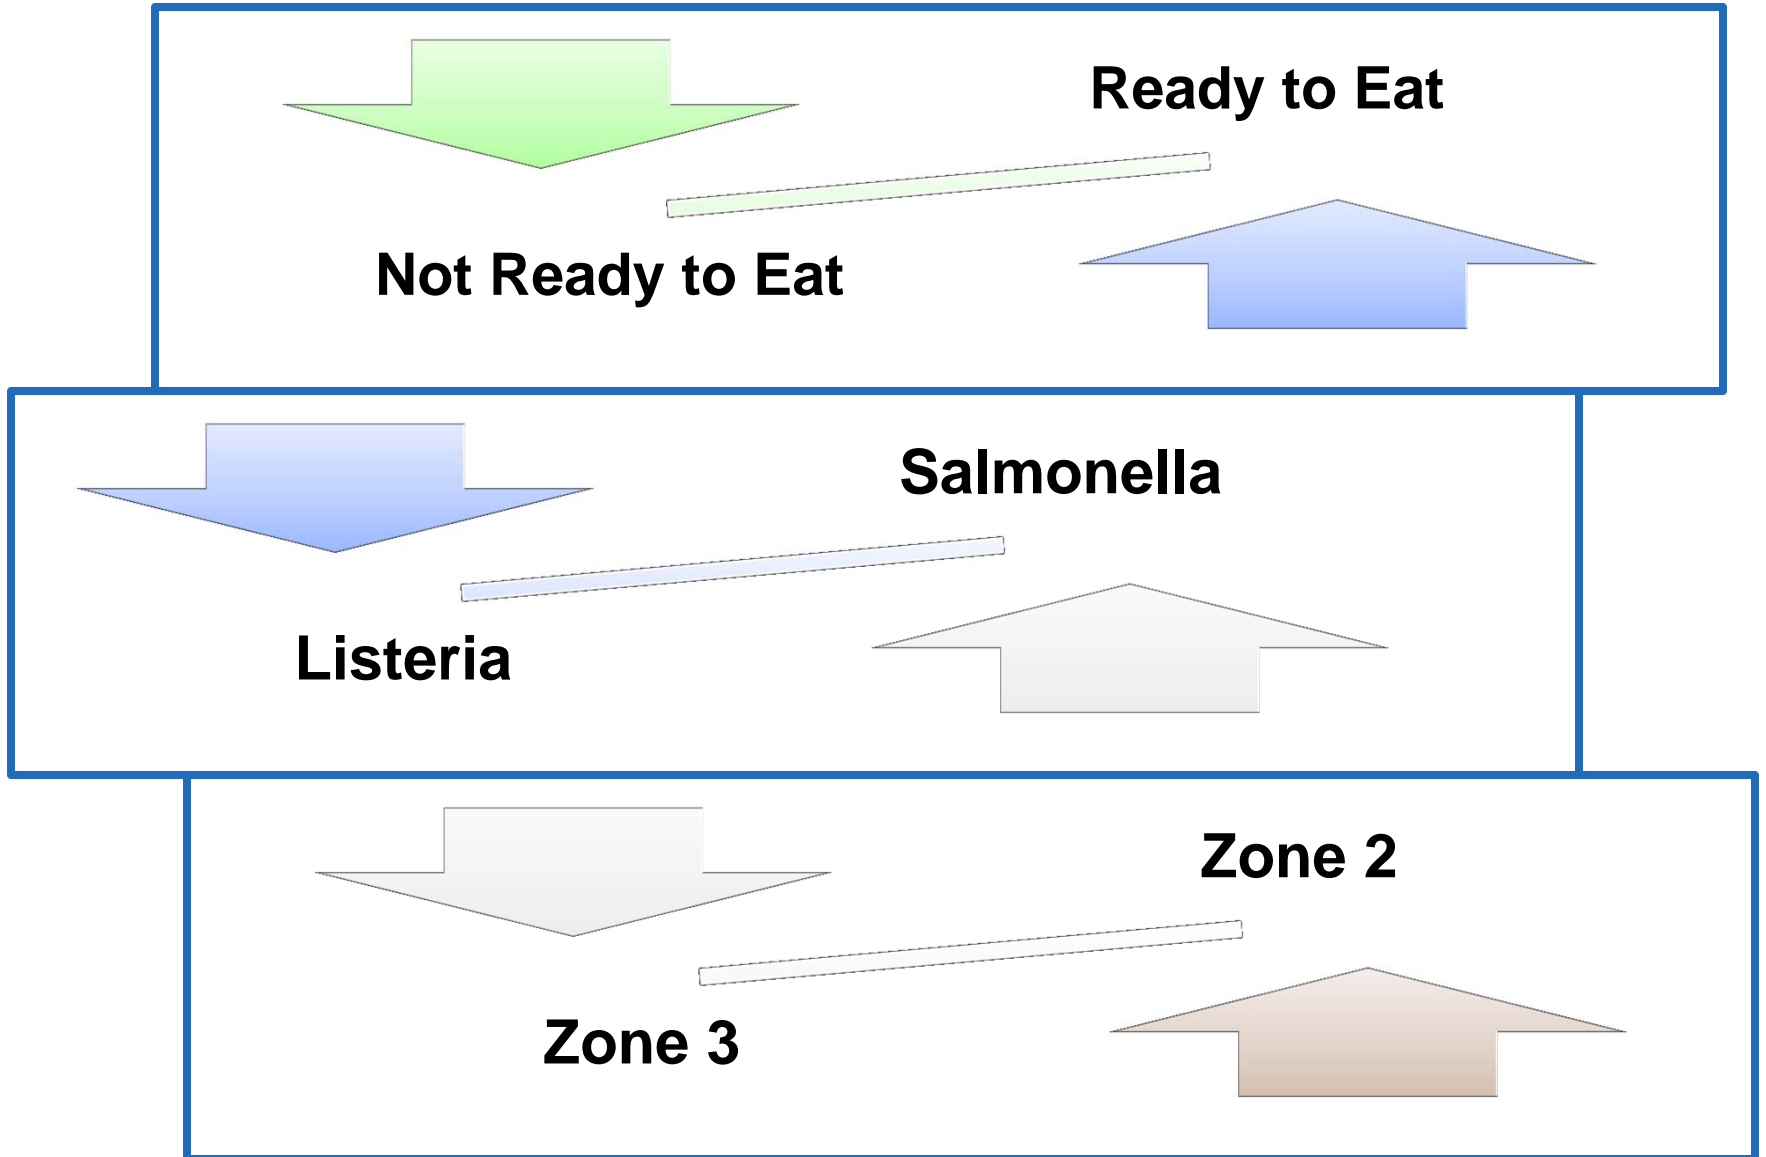 Ready to Eat
Not Ready to Eat
Salmonella
Listeria
Zone 2
Zone 3